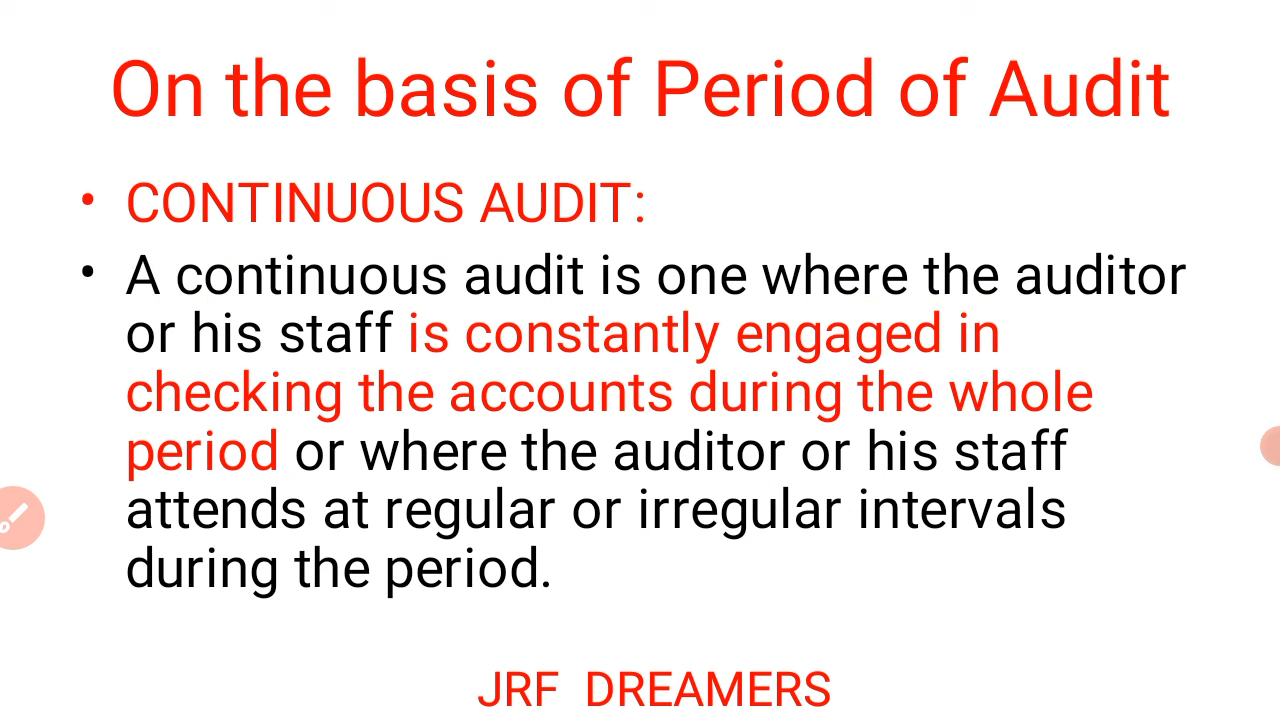 On the basis of Period of Audit
• CONTINUOUS AUDIT:
• A continuous audit is one where the auditor
or his staff is constantly engaged in
checking the accounts during the whole
period or where the auditor or his staff
attends at regular or irregular intervals
during the period.
JRF DREAMERS